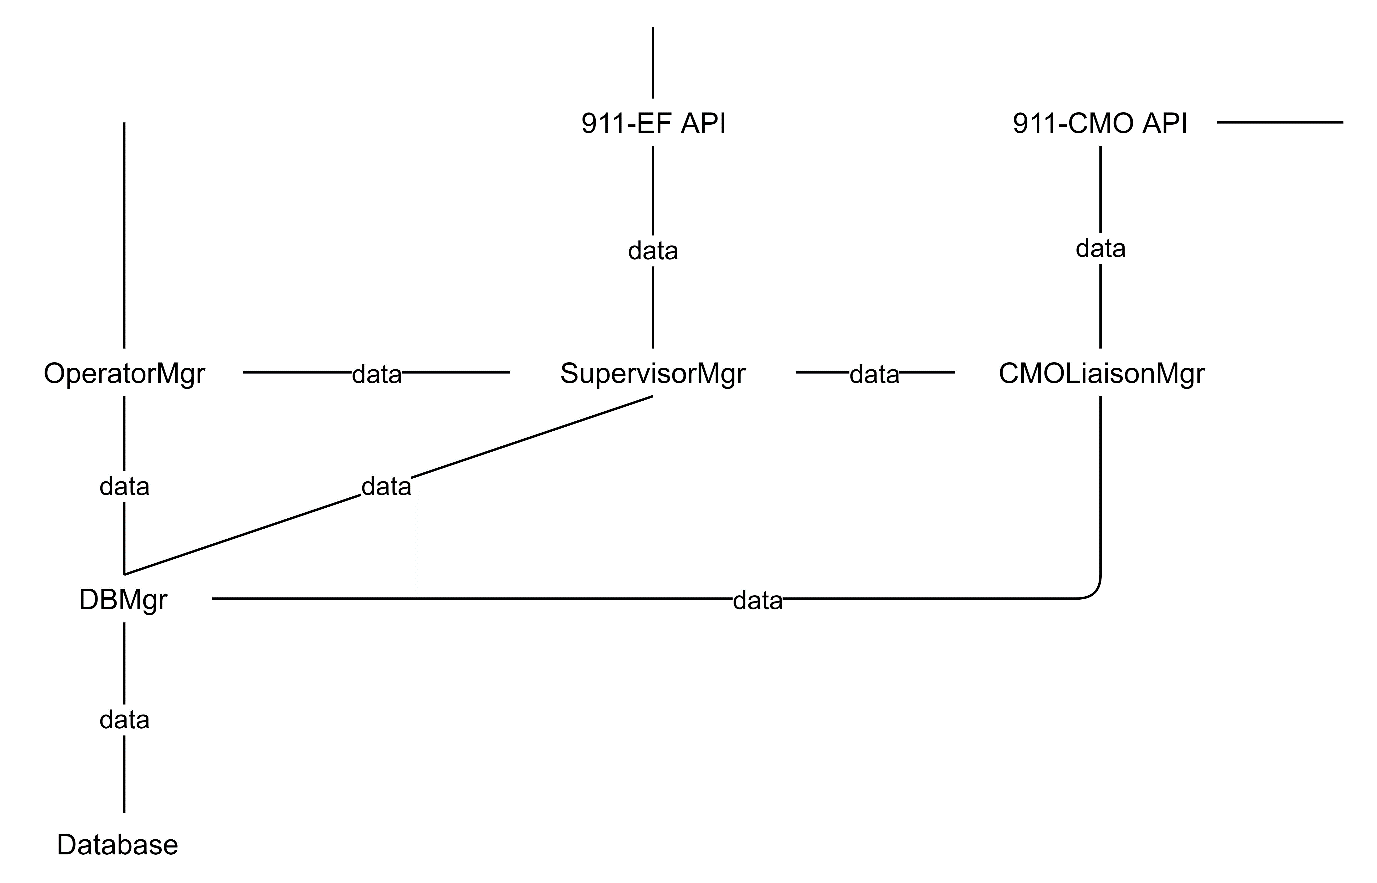 911-EF API
911-CMO API
data
data
OperatorMgr
data
SupervisorMgr
data
CMOLiaisonMgr
data
data
DBMgr
data
data
Database